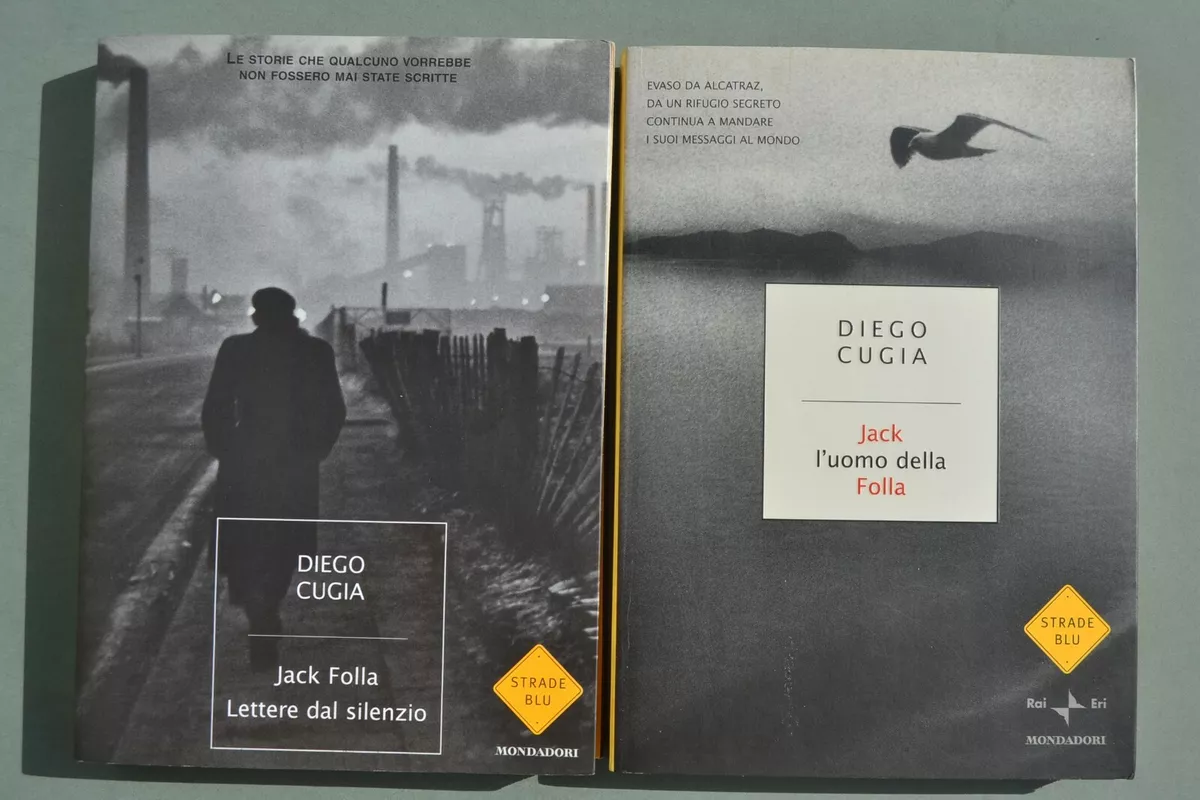 LE STORIE CHE QUALCUNO VORREBBE
NON FOSSERO MAI STATE SCRITTE
DIEGO
CUGIA
Jack Folla
Lettere dal silenzio
STRADE
BLU
MONDADORI
EVASO DA ALCATRAZ,
DA UN RIFUGIO SEGRETO
CONTINUA A MANDARE
I SUOI MESSAGGI AL MONDO
DIEGO
CUGIA
Jack
l'uomo della
Folla
STRADE
BLU
Rai Eri
MONDADORI